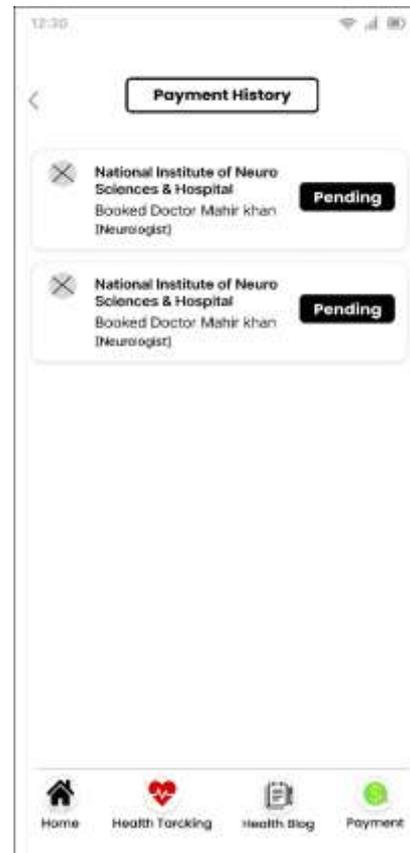 12:30
Payment History
National Institute of Neuro
Sciences & Hospital
Booked Doctor Mahir khan
[Neurologist]
Pending
National Institute of Neuro
Sciences & Hospital
Booked Doctor Mahir khan
[Neurologist]
Pending
Home
Health Tarcking
Health Blog
Payment